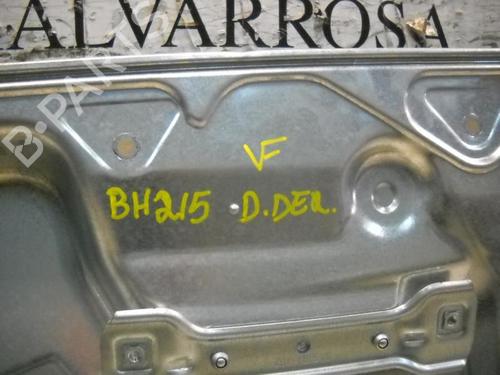 ALVARROSA
B-PARTS
VF
BH215 D.DER.